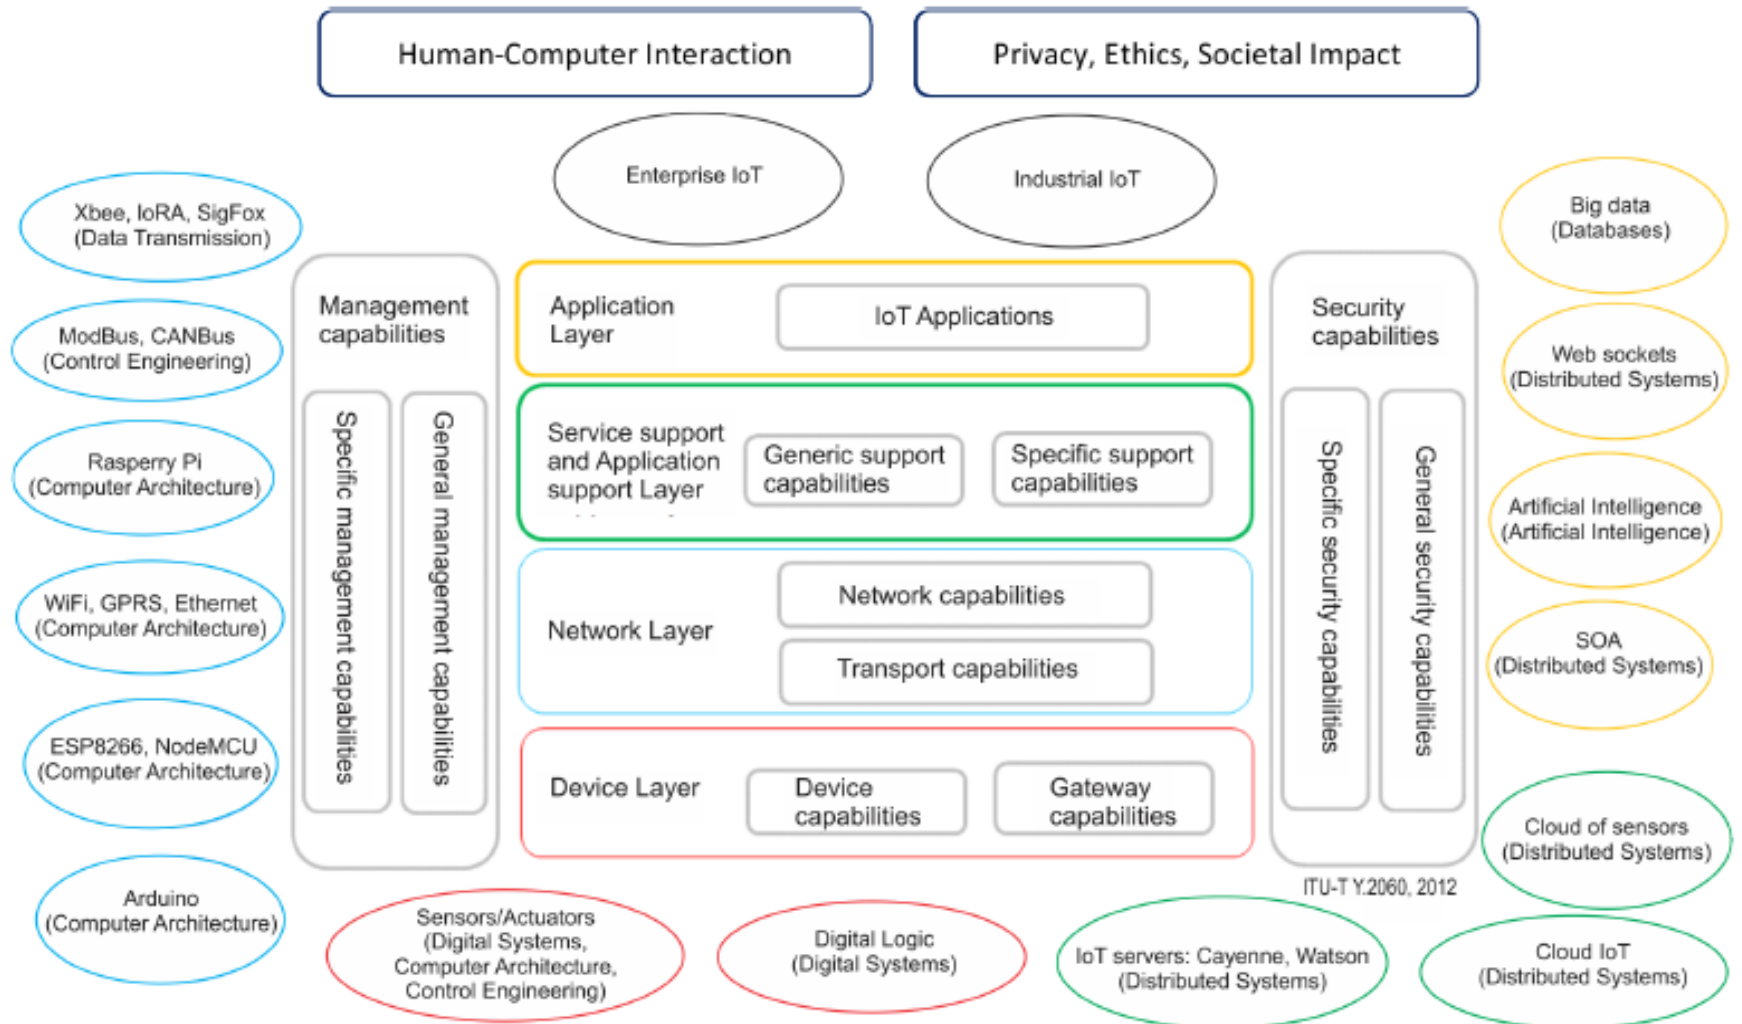 Human-Computer Interaction
Privacy, Ethics, Societal Impact
Enterprise IoT
Industrial IoT
Xbee, IoRA, SigFox
(Data Transmission)
ModBus, CANBus
(Control Engineering)
Rasperry Pi
(Computer Architecture)
WiFi, GPRS, Ethernet
(Computer Architecture)
ESP8266, NodeMCU
(Computer Architecture)
Arduino
(Computer Architecture)
Management
capabilities
Specific management capabilities
General management capabilities
Application
Layer
IoT Applications
Service support
and Application
support Layer
Generic support
capabilities
Specific support
capabilities
Network Layer
Network capabilities
Transport capabilities
Device Layer
Device
capabilities
Gateway
capabilities
Security
capabilities
Specific security capabilities
General security capabilities
ITU-T Y.2060, 2012
Big data
(Databases)
Web sockets
(Distributed Systems)
Artificial Intelligence
(Artificial Intelligence)
SOA
(Distributed Systems)
Cloud of sensors
(Distributed Systems)
Sensors/Actuators
(Digital Systems,
Computer Architecture,
Control Engineering)
Digital Logic
(Digital Systems)
IoT servers: Cayenne, Watson
(Distributed Systems)
Cloud IoT
(Distributed Systems)